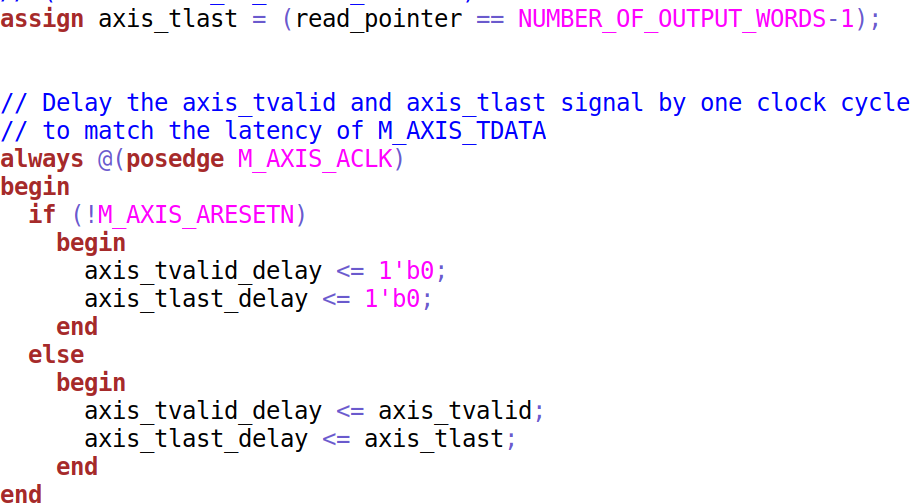 assign axis_tlast = (read_pointer == NUMBER_OF_OUTPUT_WORDS-1);
// Delay the axis_tvalid and axis_tlast signal by one clock cycle
// to match the latency of M_AXIS_TDATA
always @(posedge M_AXIS_ACLK)
begin
  if (!M_AXIS_ARESETN)
    begin
      axis_tvalid_delay <= 1'b0;
      axis_tlast_delay <= 1'b0;
    end
  else
    begin
      axis_tvalid_delay <= axis_tvalid;
      axis_tlast_delay <= axis_tlast;
    end
end